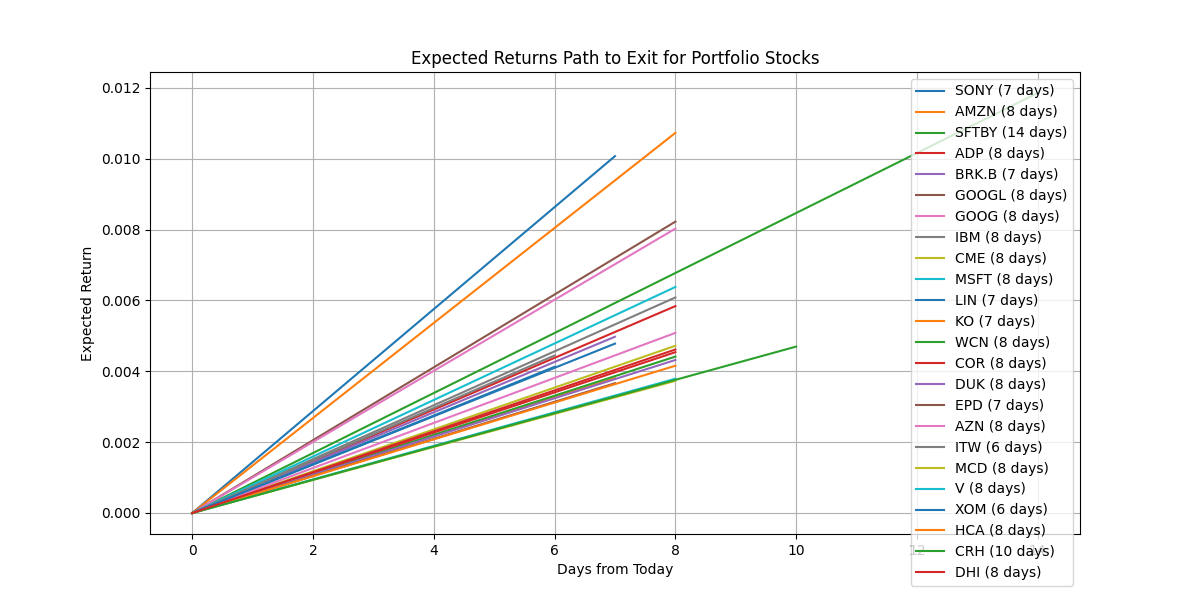 Expected Returns Path to Exit for Portfolio Stocks
0.012
0.010
0.008
0.006
0.004
0.002
0.000
Expected Return
0 2 4 6 8 10 12 14
Days from Today
SONY (7 days)
AMZN (8 days)
SFTBY (14 days)
ADP (8 days)
BRK.B (7 days)
GOOGL (8 days)
GOOG (8 days)
IBM (8 days)
CME (8 days)
MSFT (8 days)
LIN (7 days)
KO (7 days)
WCN (8 days)
COR (8 days)
DUK (8 days)
EPD (7 days)
AZN (8 days)
ITW (6 days)
MCD (8 days)
V (8 days)
XOM (6 days)
HCA (8 days)
CRH (10 days)
DHI (8 days)